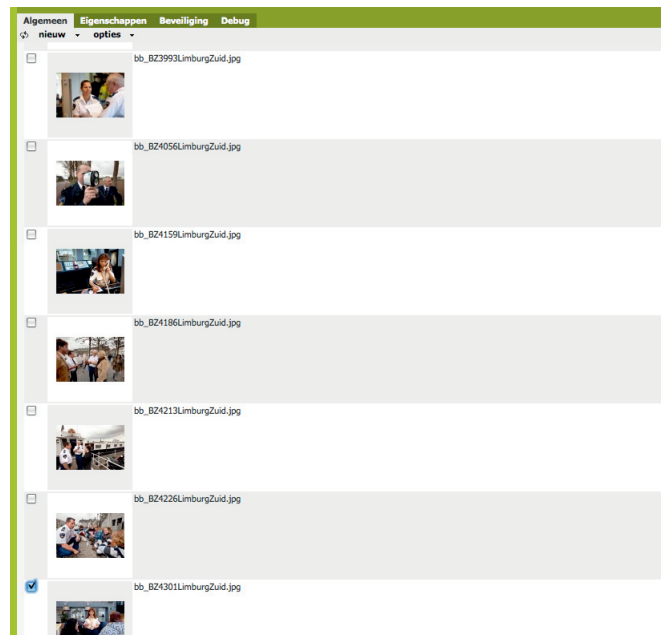 Algemeen Eigenschappen Beveiliging Debug
nieuw opties
bb_BZ3993LimburgZuid.jpg
bb_BZ4056LimburgZuid.jpg
bb_BZ4159LimburgZuid.jpg
bb_BZ4186LimburgZuid.jpg
bb_BZ4213LimburgZuid.jpg
bb_BZ4226LimburgZuid.jpg
bb_BZ4301LimburgZuid.jpg